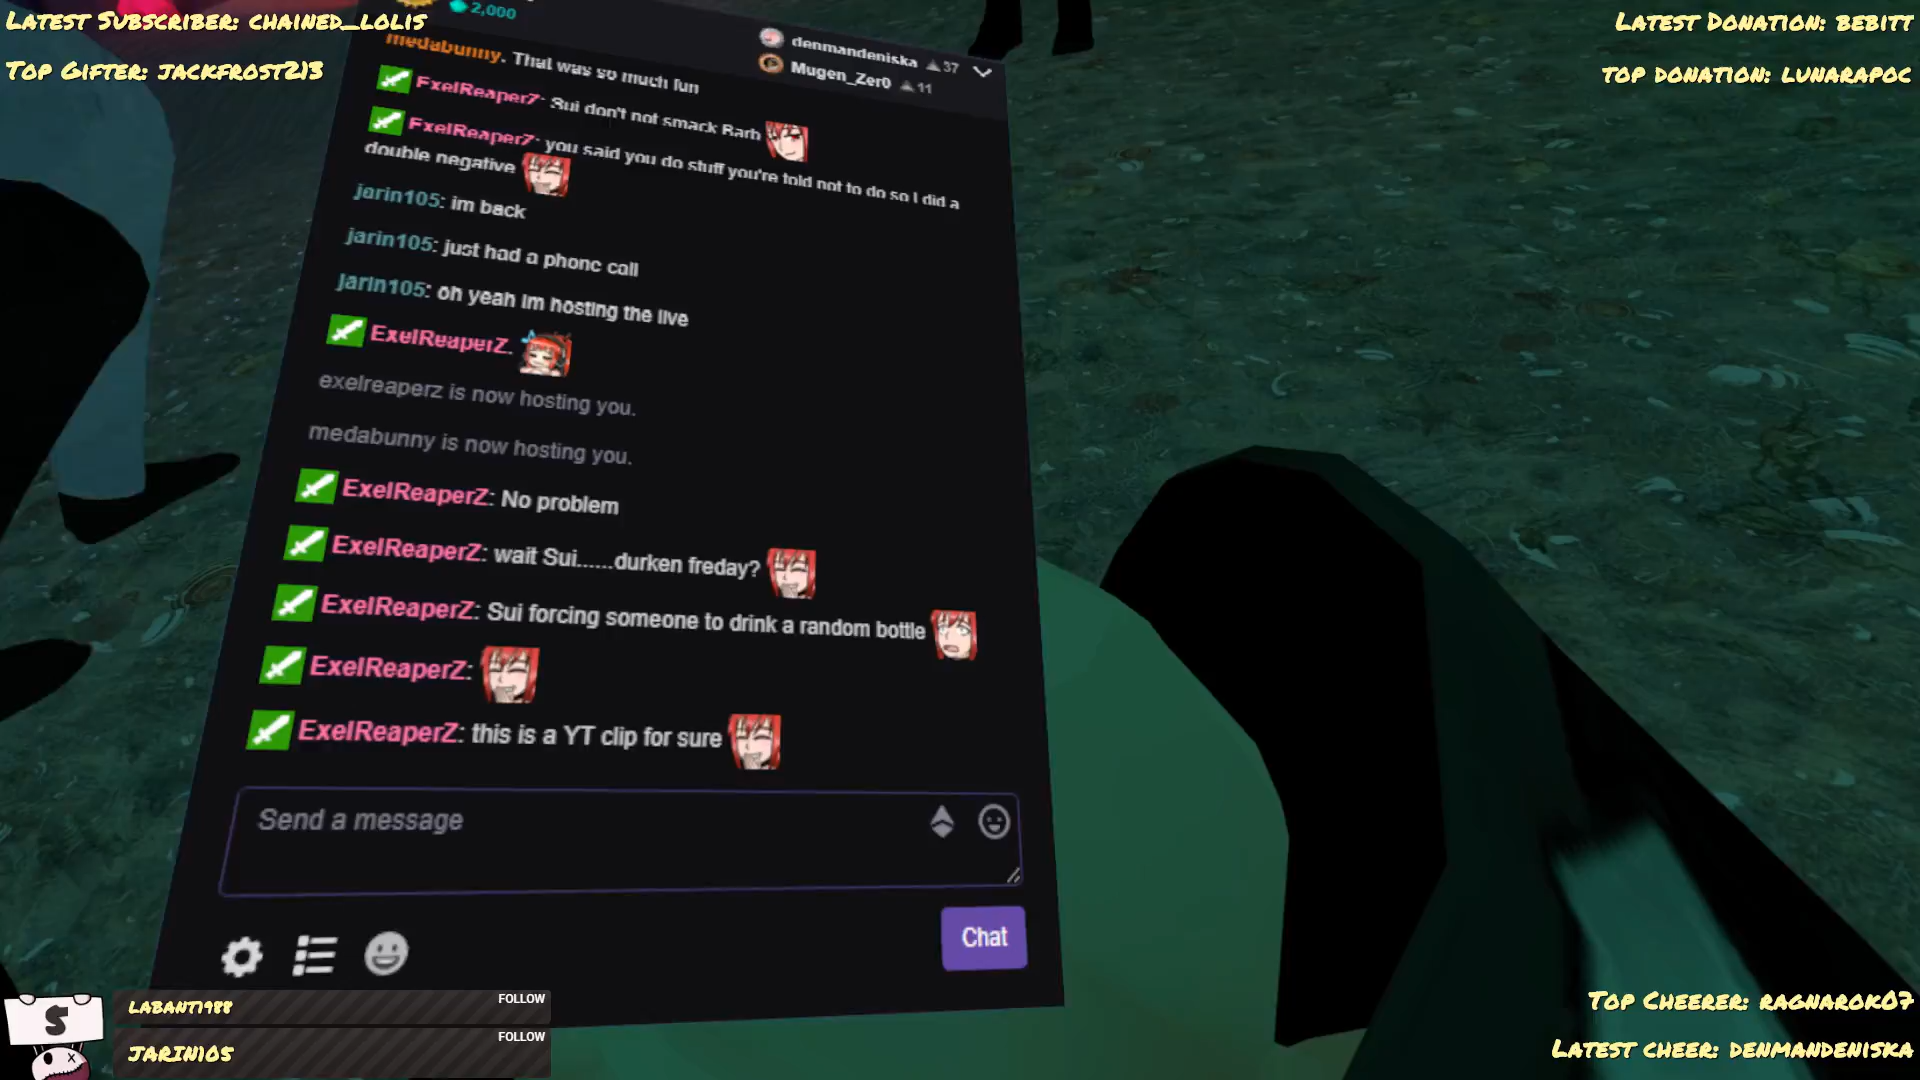 Latest Subscriber: chained_lolis
Top Gifter: jackfrost213
Latest Donation: bebitt
top donation: lunarapoc
2,000
denmandeniska 37
Mugen_Zer0 11
medabunny. That was so much fun
ExelReaperZ: Sui don't not smack Barb
ExelReaperZ: you said you do stuff you're told not to do so I did a
double negative
jarin105: im back
jarin105: just had a phone call
jarin105: oh yeah im hosting the live
ExelReaperZ.
exelreaperz is now hosting you.
medabunny is now hosting you.
ExelReaperZ: No problem
ExelReaperZ: wait Sui......durken freday?
ExelReaperZ: Sui forcing someone to drink a random bottle
ExelReaperZ:
ExelReaperZ: this is a YT clip for sure
Send a message
Chat
S
labant1988 FOLLOW
jarin105 FOLLOW
Top Cheerer: ragnarok07
Latest cheer: denmandeniska